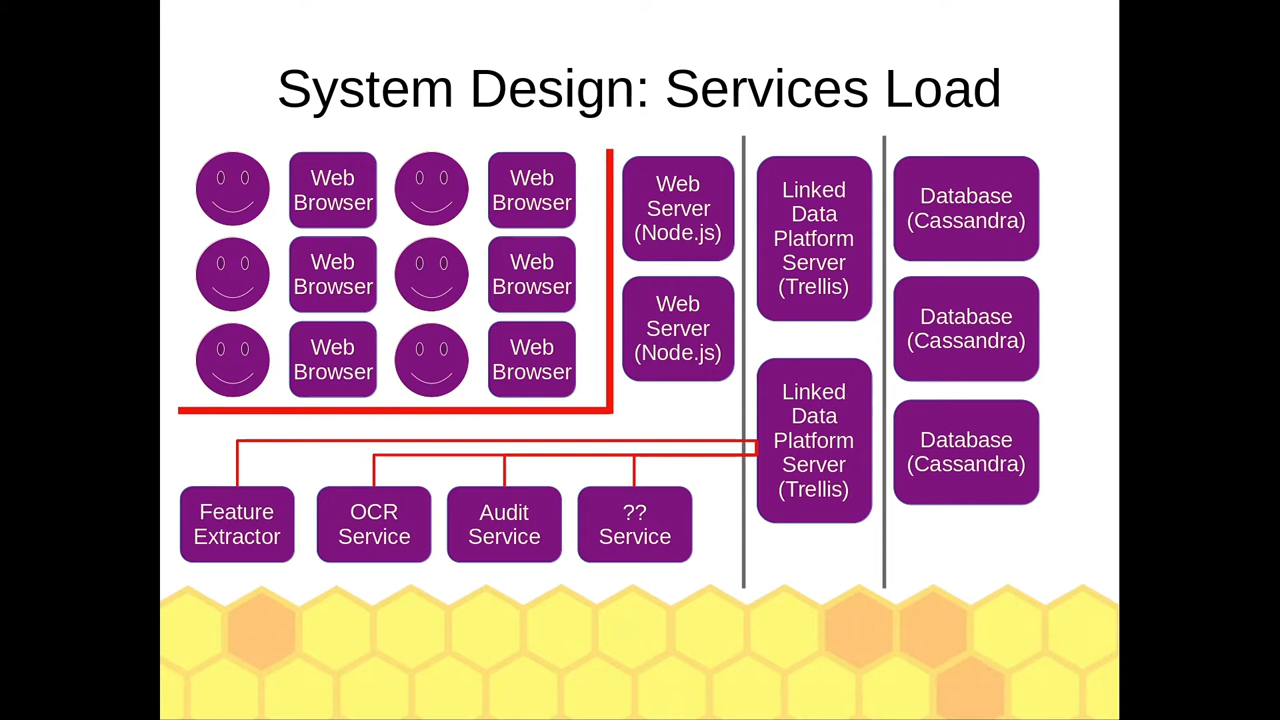 System Design: Services Load
Web
Browser
Web
Browser
Web
Browser
Web
Browser
Web
Browser
Web
Browser
Web
Server
(Node.js)
Web
Server
(Node.js)
Linked
Data
Platform
Server
(Trellis)
Linked
Data
Platform
Server
(Trellis)
Database
(Cassandra)
Database
(Cassandra)
Database
(Cassandra)
Feature
Extractor
OCR
Service
Audit
Service
??
Service